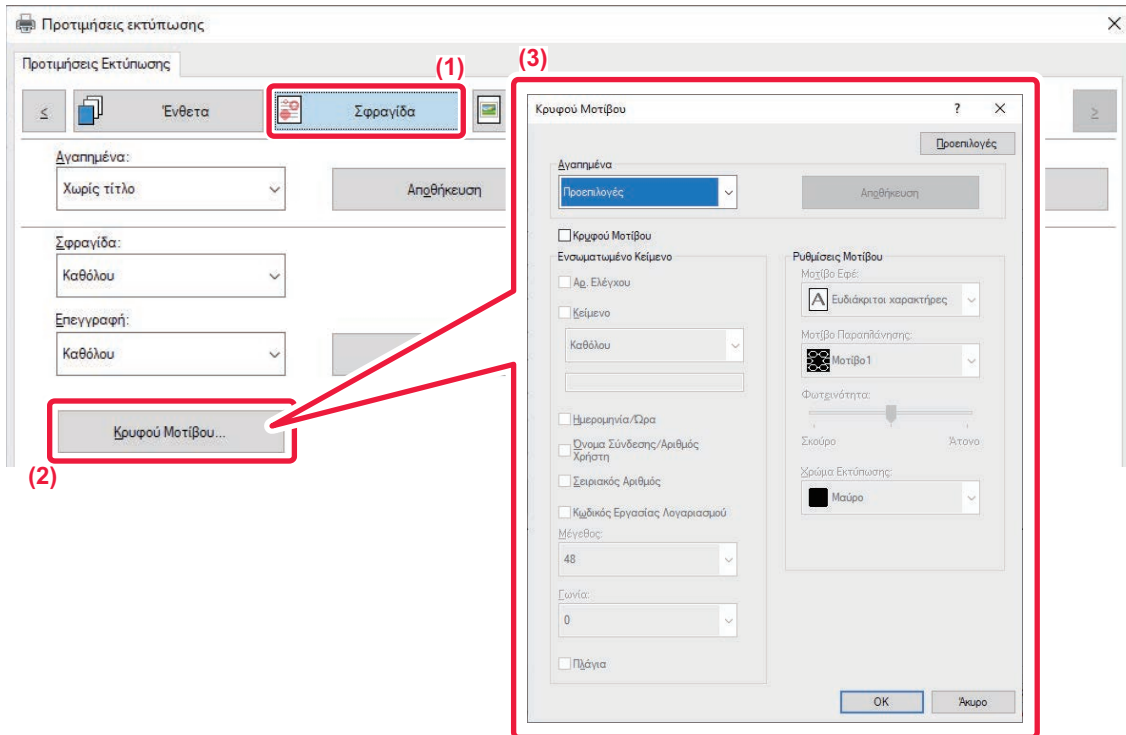 Προτιμήσεις εκτύπωσης
Προτιμήσεις Εκτύπωσης
(1)
(3)
≤
Ένθετα
Σφραγίδα
≥
Αγαπημένα:
Χωρίς τίτλο
Αποθήκευση
Σφραγίδα:
Καθόλου
Επεγγραφή:
Καθόλου
Κρυφού Μοτίβου...
(2)
Κρυφού Μοτίβου
?
Προεπιλογές
Αγαπημένα
Προεπιλογές
Αποθήκευση
Κρυφού Μοτίβου
Ενσωματωμένο Κείμενο
Αρ. Ελέγχου
Κείμενο
Καθόλου
Ημερομηνία/Ώρα
Όνομα Σύνδεσης/Αριθμός
Χρήστη
Σειριακός Αριθμός
Κωδικός Εργασίας Λογαριασμού
Μέγεθος:
48
Γωνία:
0
Πλάγια
Ρυθμίσεις Μοτίβου
Μοτίβο Εφέ:
A Ευδιάκριτοι χαρακτήρες
Μοτίβο Παραπλάνησης:
Μοτίβο1
Φωτεινότητα:
Σκούρο Άτονο
Χρώμα Εκτύπωσης:
Μαύρο
OK Άκυρο